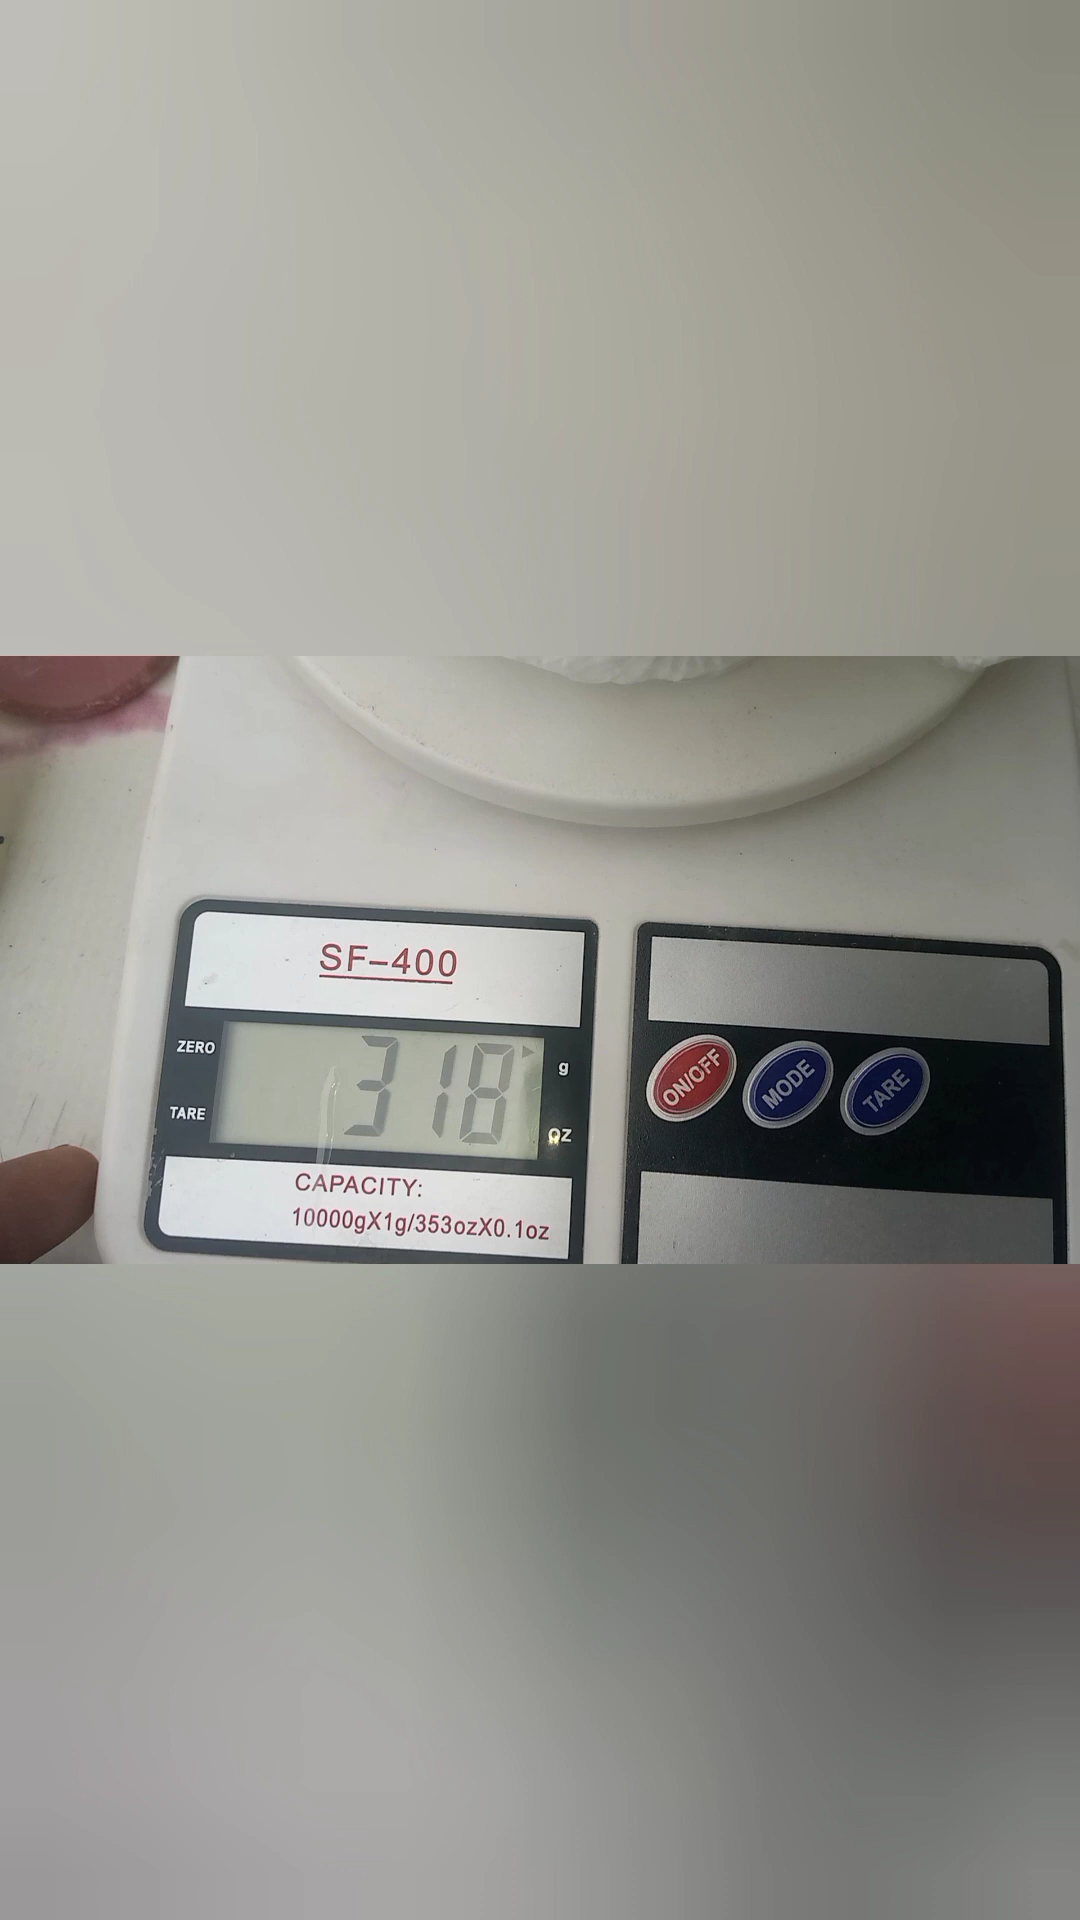 SF-400
ZERO
318
g
TARE
oz
CAPACITY:
10000gX1g/353ozX0.1oz
ON/OFF
MODE
TARE